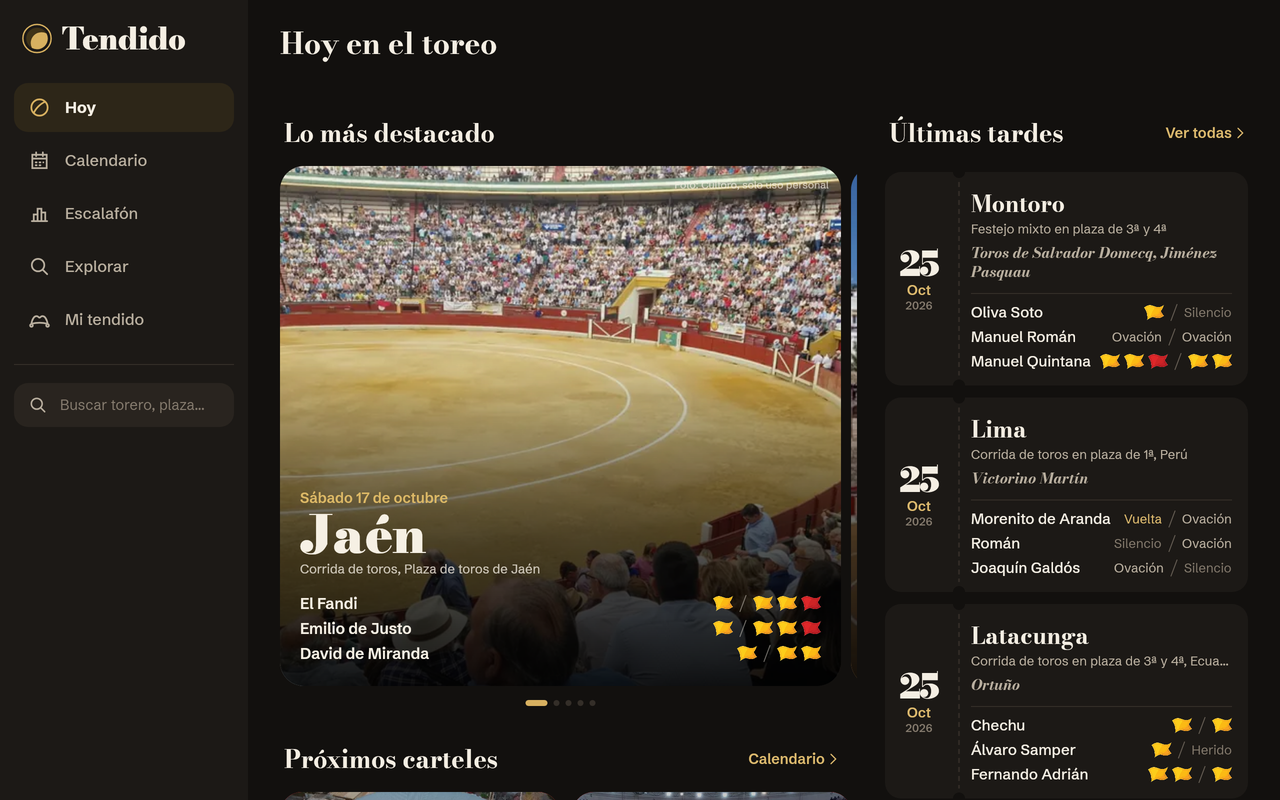 Tendido
Hoy
Calendario
Escalafón
Explorar
Mi tendido
Buscar torero, plaza...
Hoy en el toreo
Lo más destacado
solo uso personal
Sábado 17 de octubre
Jaén
Corrida de toros, Plaza de toros de Jaén
El Fandi /
Emilio de Justo /
David de Miranda /
Próximos carteles
Calendario
Últimas tardes
Ver todas
25
Oct
2026
Montoro
Festejo mixto en plaza de 3ª y 4ª
Toros de Salvador Domecq, Jiménez
Pasquau
Oliva Soto / Silencio
Manuel Román Ovación / Ovación
Manuel Quintana /
25
Oct
2026
Lima
Corrida de toros en plaza de 1ª, Perú
Victorino Martín
Morenito de Aranda Vuelta / Ovación
Román Silencio / Ovación
Joaquín Galdós Ovación / Silencio
25
Oct
2026
Latacunga
Corrida de toros en plaza de 3ª y 4ª, Ecua...
Ortuño
Chechu /
Álvaro Samper / Herido
Fernando Adrián /